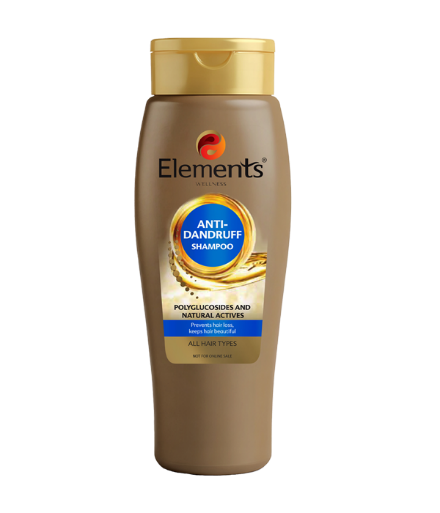 Elements®
WELLNESS
ANTI-
DANDRUFF
SHAMPOO
POLYGLUCOSIDES AND
NATURAL ACTIVES
Prevents hair loss,
keeps hair beautiful
ALL HAIR TYPES